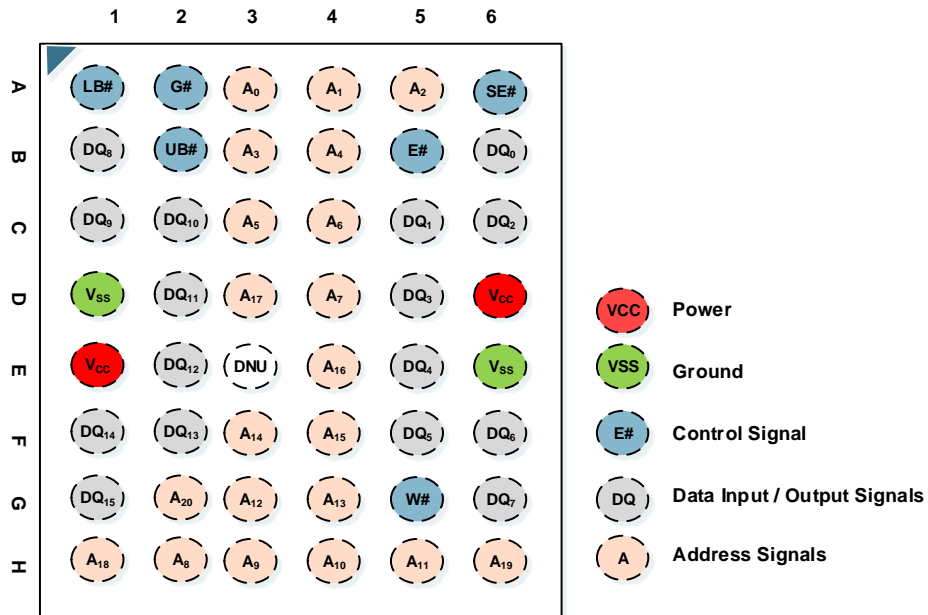 1 2 3 4 5 6
A LB# G# A0 A1 A2 SE#
B DQ8 UB# A3 A4 E# DQ0
C DQ9 DQ10 A5 A6 DQ1 DQ2
D VSS DQ11 A17 A7 DQ3 VCC
E VCC DQ12 DNU A16 DQ4 VSS
F DQ14 DQ13 A14 A15 DQ5 DQ6
G DQ15 A20 A12 A13 W# DQ7
H A18 A8 A9 A10 A11 A19
VCC Power
VSS Ground
E# Control Signal
DQ Data Input / Output Signals
A Address Signals